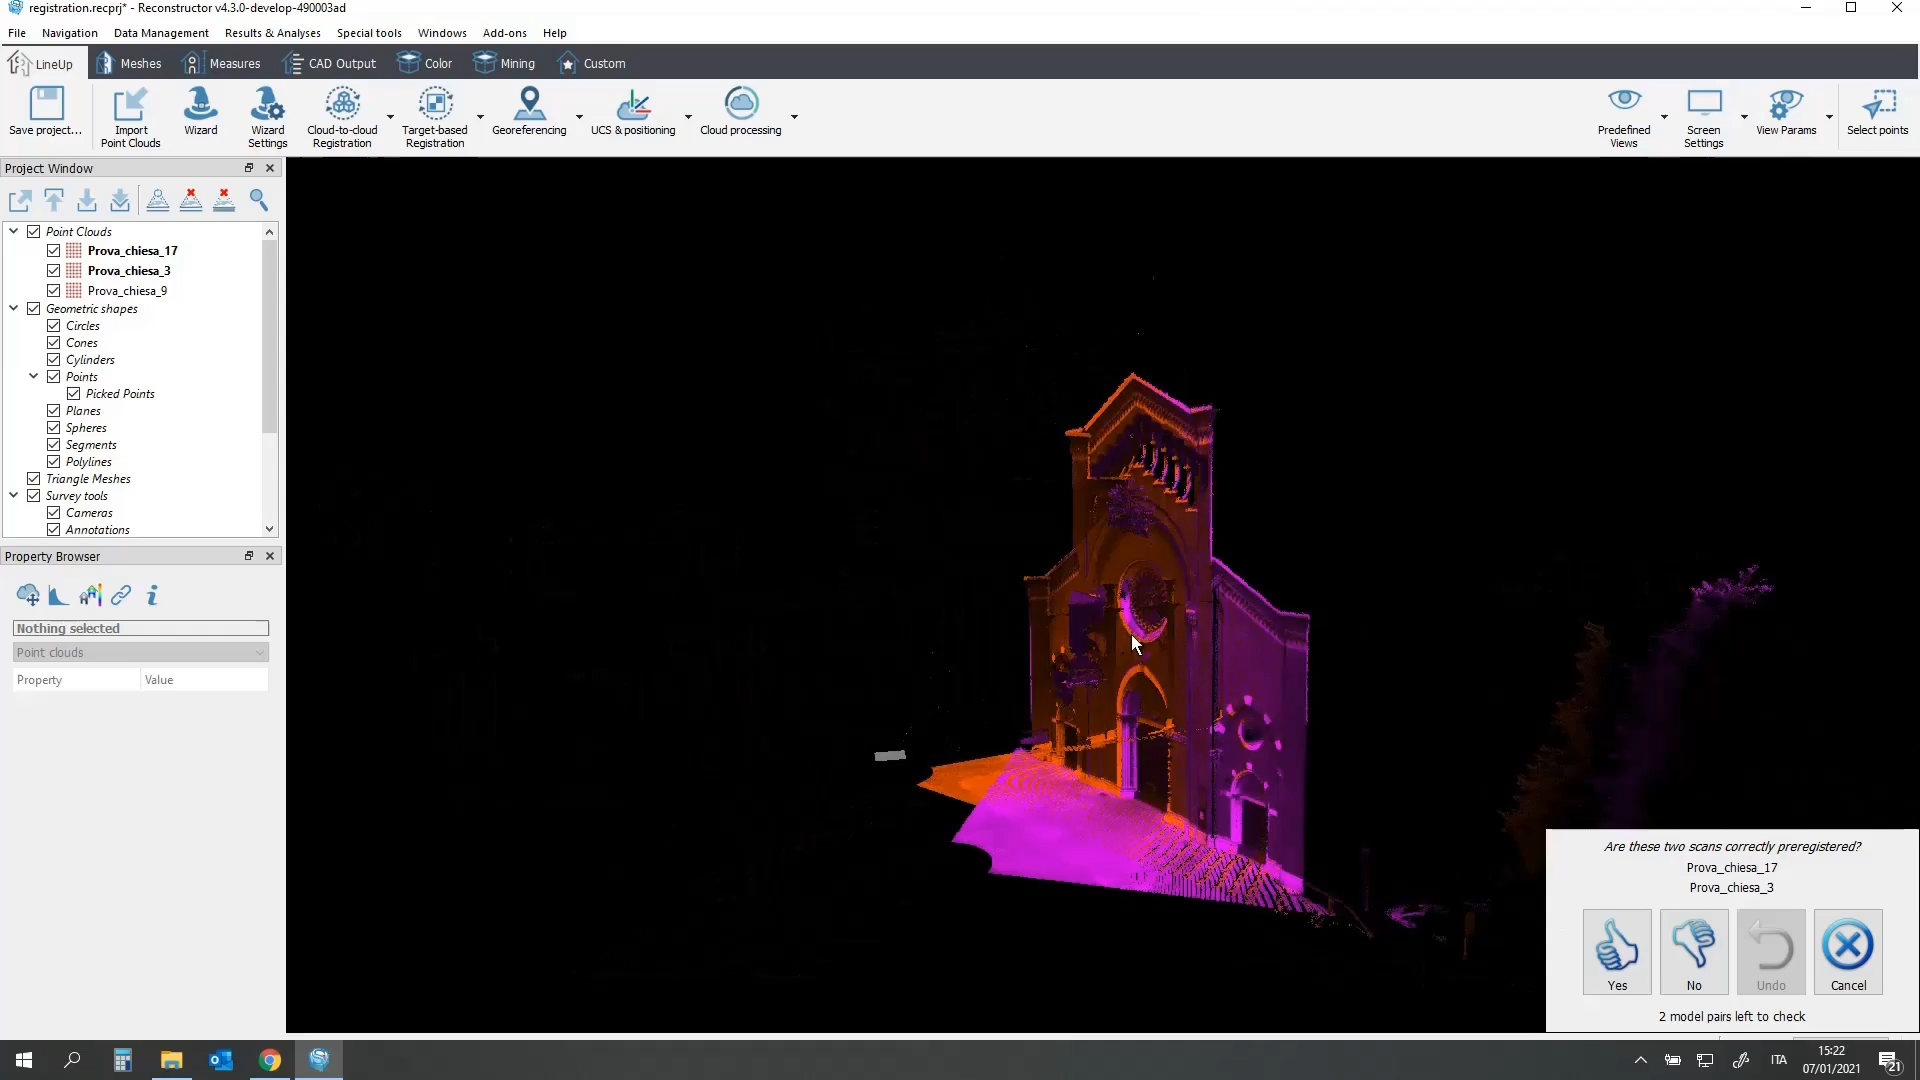 registration.recprj* - Reconstructor v4.3.0-develop-490003ad
File Navigation Data Management Results & Analyses Special tools Windows Add-ons Help
LineUp Meshes Measures CAD Output Color Mining Custom
Save project...
Import
Point Clouds
Wizard
Wizard
Settings
Cloud-to-cloud
Registration
Target-based
Registration
Georeferencing
UCS & positioning
Cloud processing
Predefined
Views
Screen
Settings
View Params
Select points
Project Window
Point Clouds
Prova_chiesa_17
Prova_chiesa_3
Prova_chiesa_9
Geometric shapes
Circles
Cones
Cylinders
Points
Picked Points
Planes
Spheres
Segments
Polylines
Triangle Meshes
Survey tools
Cameras
Annotations
Property Browser
Nothing selected
Point clouds
Property Value
Are these two scans correctly preregistered?
Prova_chiesa_17
Prova_chiesa_3
Yes No Undo Cancel
2 model pairs left to check
ITA
15:22
07/01/2021
21